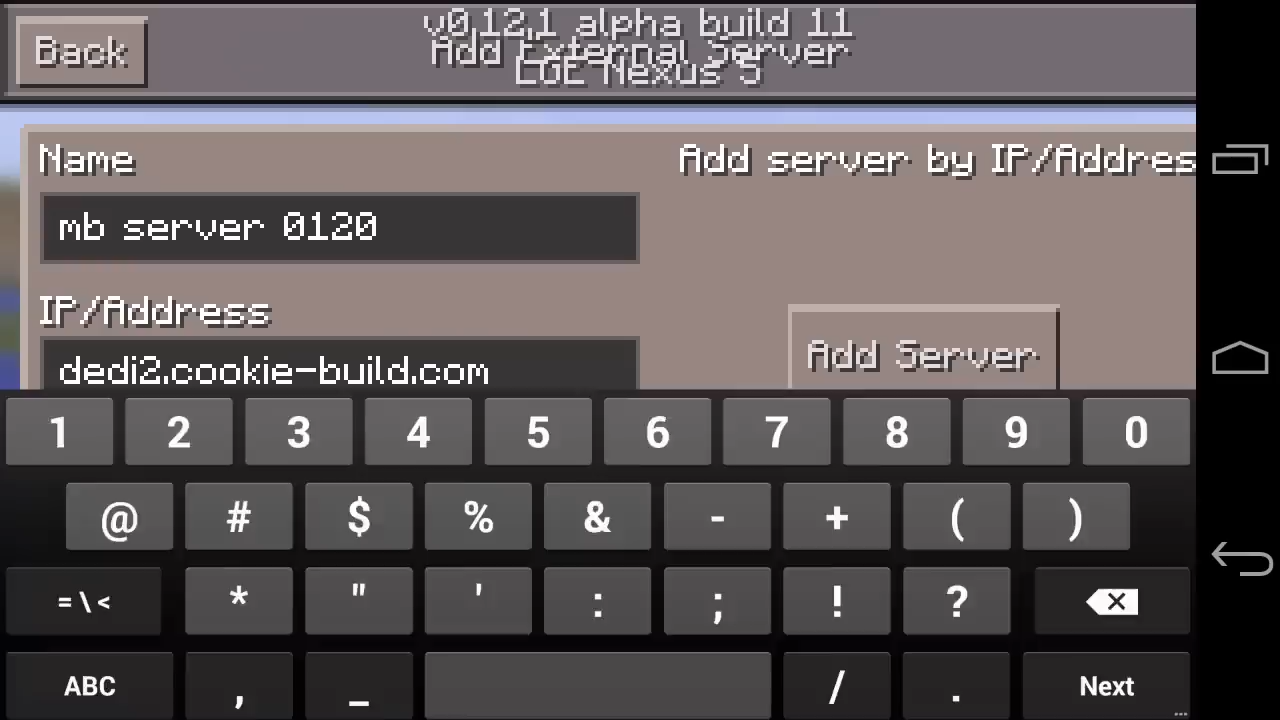 v0.12.1 alpha build 11
Back
Add External Server
LGE Nexus 5
Name
Add server by IP/Addres
mb server 0120
IP/Address
dedi2.cookie-build.com
Add Server
1 2 3 4 5 6 7 8 9 0
@ # $ % & - + ( )
= \ < * " ' : ; ! ?
ABC , _ / . Next